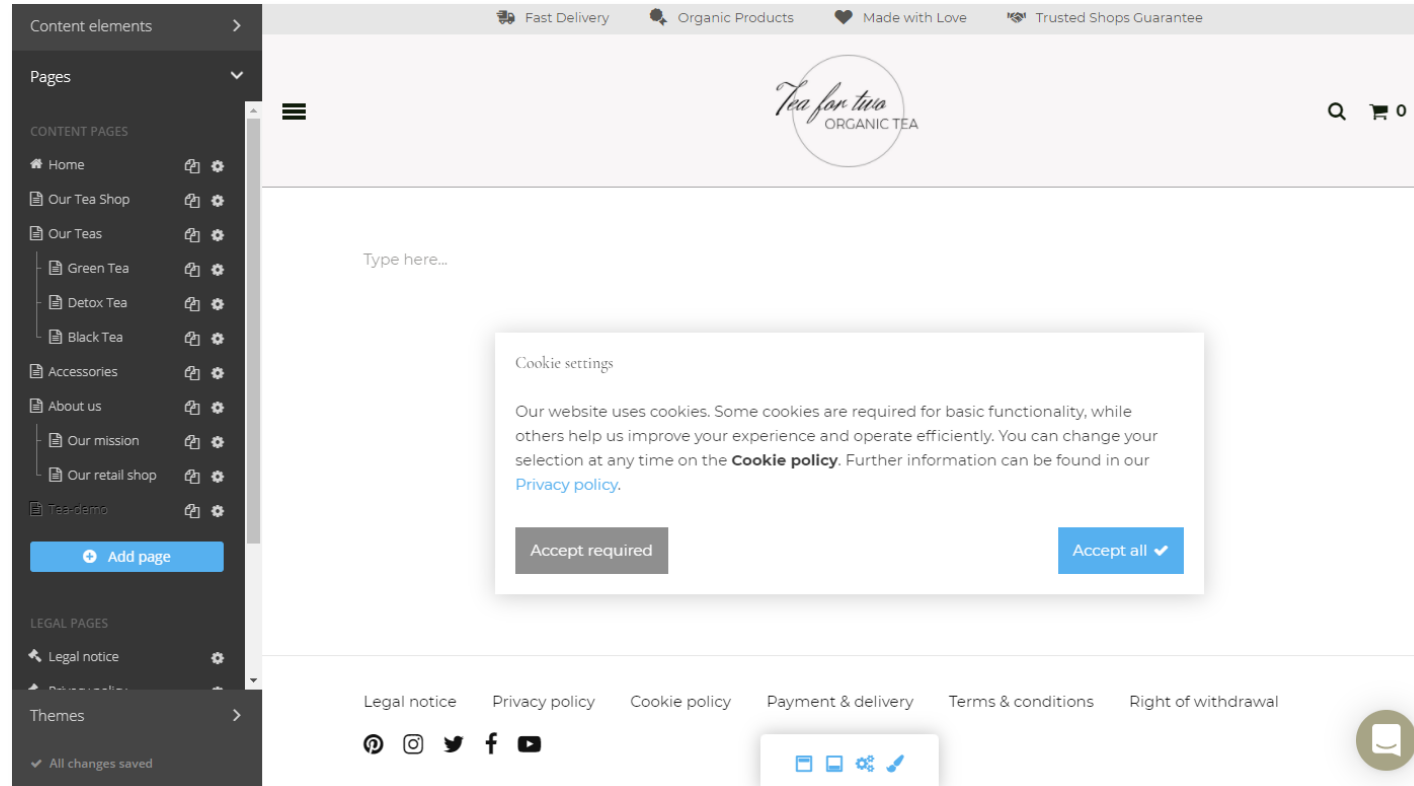 Content elements
Pages
CONTENT PAGES
Home
Our Tea Shop
Our Teas
Green Tea
Detox Tea
Black Tea
Accessories
About us
Our mission
Our retail shop
Tea-demo
Add page
LEGAL PAGES
Legal notice
Privacy policy
Themes
All changes saved
Fast Delivery Organic Products Made with Love Trusted Shops Guarantee
Tea for two
ORGANIC TEA
0
Type here...
Cookie settings
Our website uses cookies. Some cookies are required for basic functionality, while
others help us improve your experience and operate efficiently. You can change your
selection at any time on the Cookie policy. Further information can be found in our
Privacy policy.
Accept required Accept all
Legal notice Privacy policy Cookie policy Payment & delivery Terms & conditions Right of withdrawal